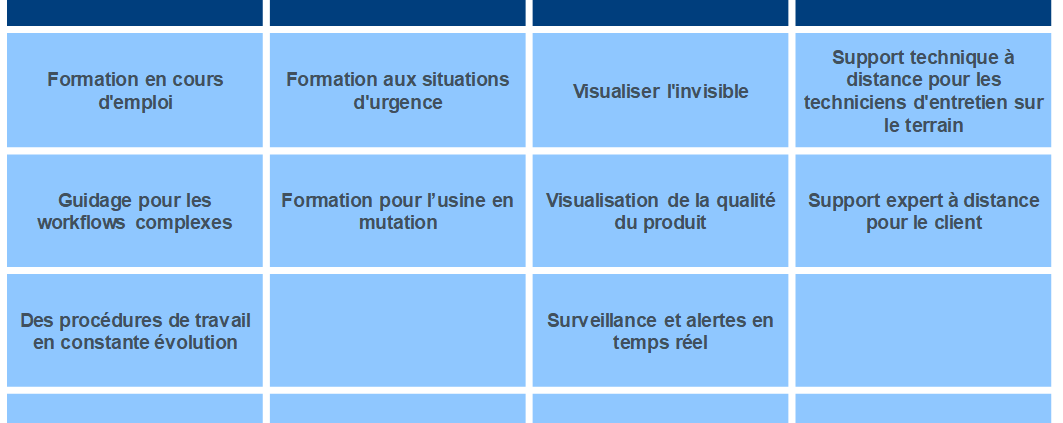 Formation en cours
d'emploi
Formation aux situations
d'urgence
Visualiser l'invisible
Support technique à
distance pour les
techniciens d'entretien sur
le terrain
Guidage pour les
workflows complexes
Formation pour l’usine en
mutation
Visualisation de la qualité
du produit
Support expert à distance
pour le client
Des procédures de travail
en constante évolution
Surveillance et alertes en
temps réel